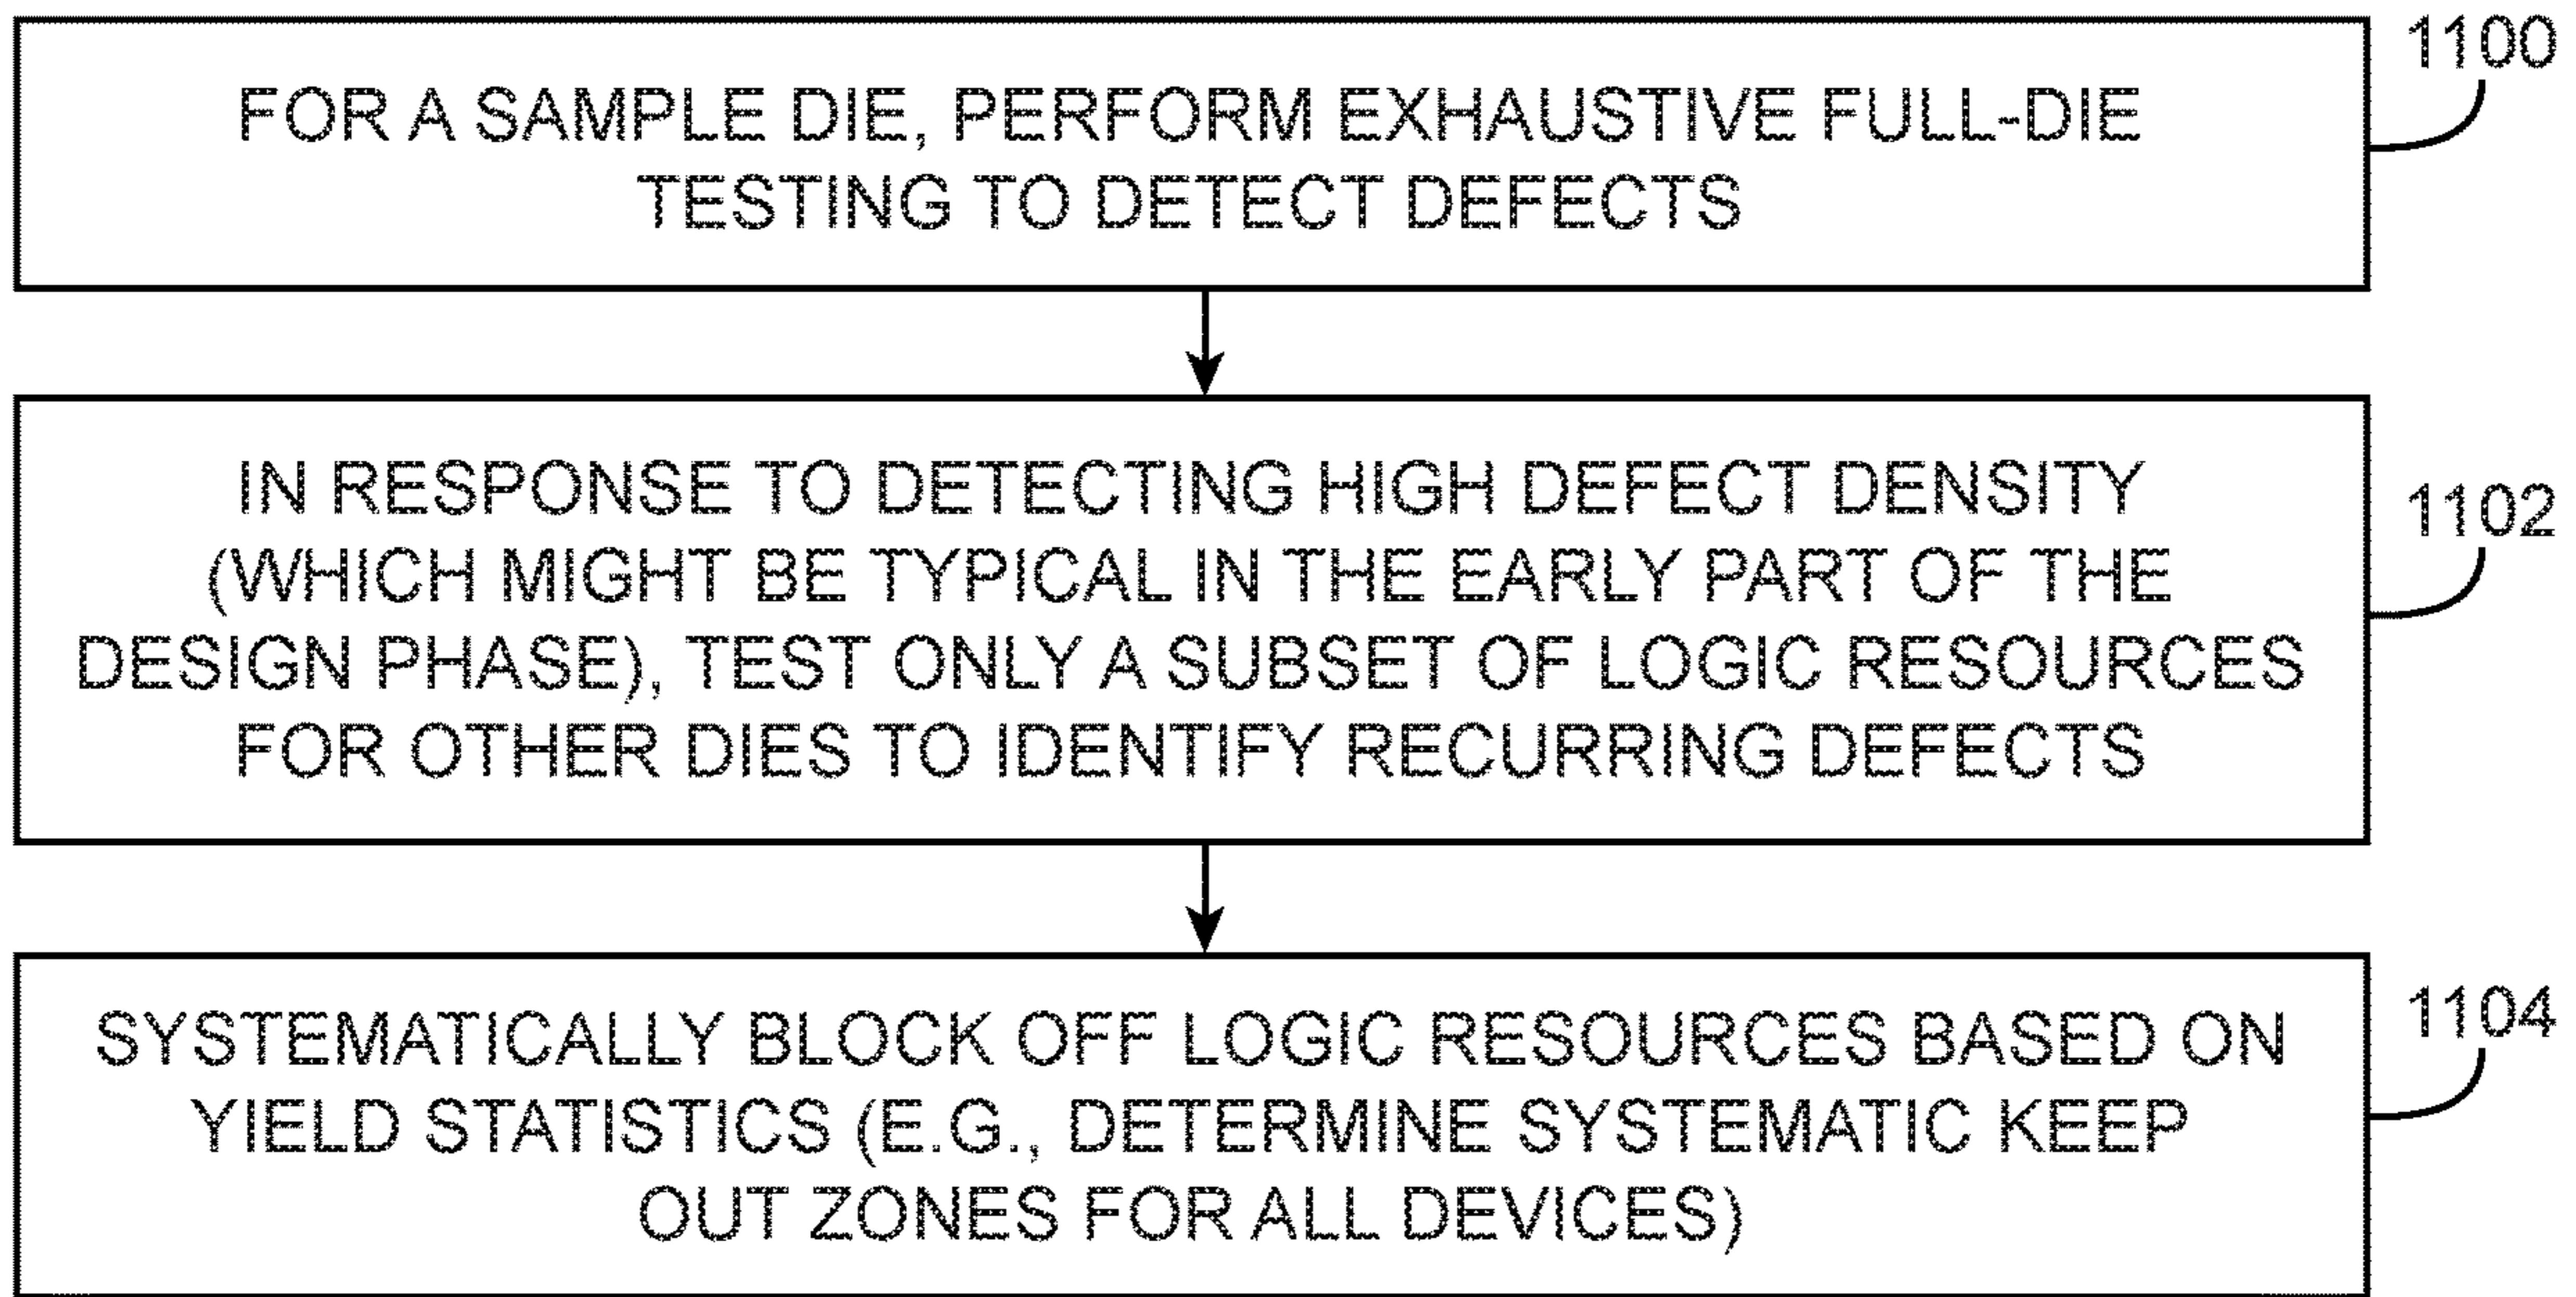 FOR A SAMPLE DIE, PERFORM EXHAUSTIVE FULL-DIE
TESTING TO DETECT DEFECTS
1100
IN RESPONSE TO DETECTING HIGH DEFECT DENSITY
(WHICH MIGHT BE TYPICAL IN THE EARLY PART OF THE
DESIGN PHASE), TEST ONLY A SUBSET OF LOGIC RESOURCES
FOR OTHER DIES TO IDENTIFY RECURRING DEFECTS
1102
SYSTEMATICALLY BLOCK OFF LOGIC RESOURCES BASED ON
YIELD STATISTICS (E.G., DETERMINE SYSTEMATIC KEEP
OUT ZONES FOR ALL DEVICES)
1104